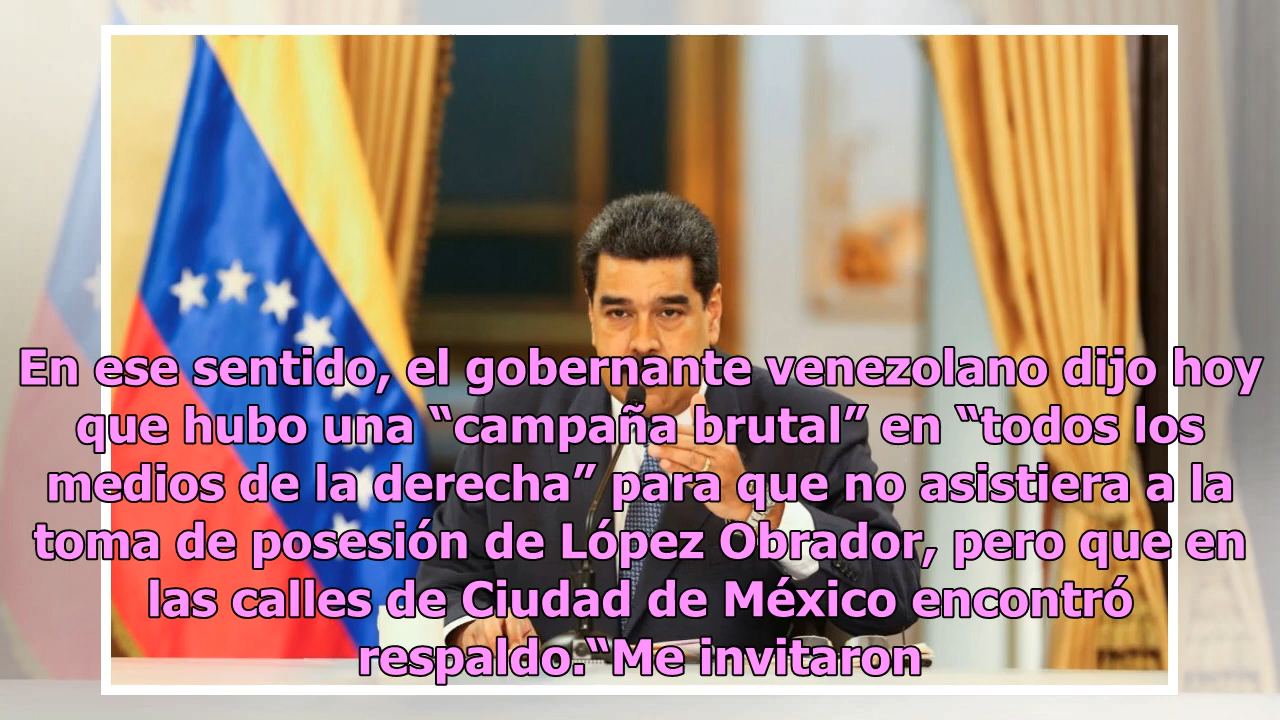 En ese sentido, el gobernante venezolano dijo hoy
que hubo una “campaña brutal” en “todos los
medios de la derecha” para que no asistiera a la
toma de posesión de López Obrador, pero que en
las calles de Ciudad de México encontró
respaldo.“Me invitaron